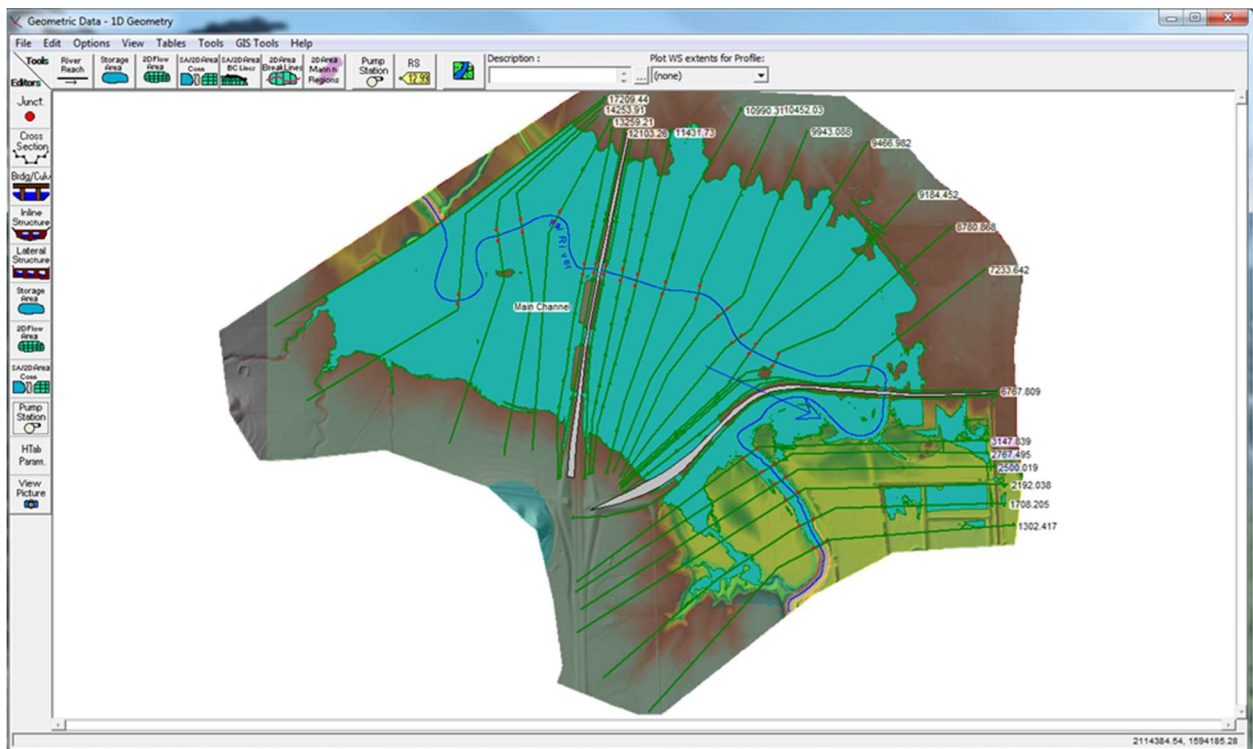 Geometric Data - 1D Geometry
File Edit Options View Tables Tools GIS Tools Help
Tools
Editors
River Reach
Storage Area
2D Flow Area
SA/2D Area Conn
SA/2D Area BC Lines
2D Area BreakLines
2D Area Mann n Regions
Pump Station
RS
12.99
Description :
...
Plot WS extents for Profile:
(none)
Junct.
Cross Section
Brdg/Culv
Inline Structure
Lateral Structure
Storage Area
2D Flow Area
SA/2D Area Conn
Pump Station
HTab Param.
View Picture
17209.44
14253.91
13259.21
12103.26
11431.73
10990.31
10452.03
9943.088
9466.982
9184.452
8780.868
7233.642
River
Main Channel
6767.809
3147.839
2767.495
2500.019
2192.038
1708.205
1302.417
2114384.54, 1594185.28